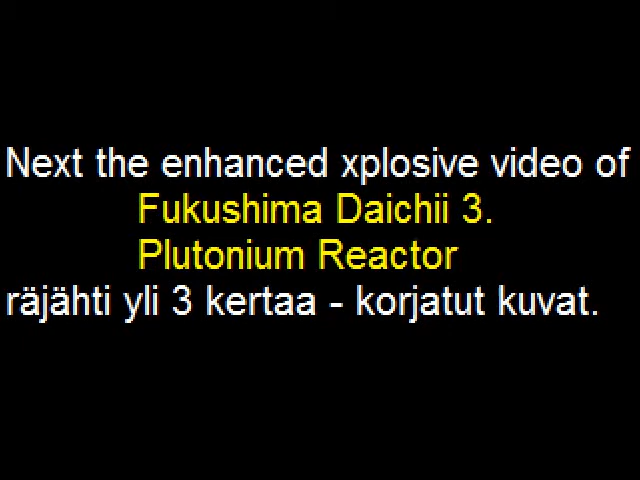 Next the enhanced xplosive video of
Fukushima Daichii 3.
Plutonium Reactor
räjähti yli 3 kertaa - korjatut kuvat.